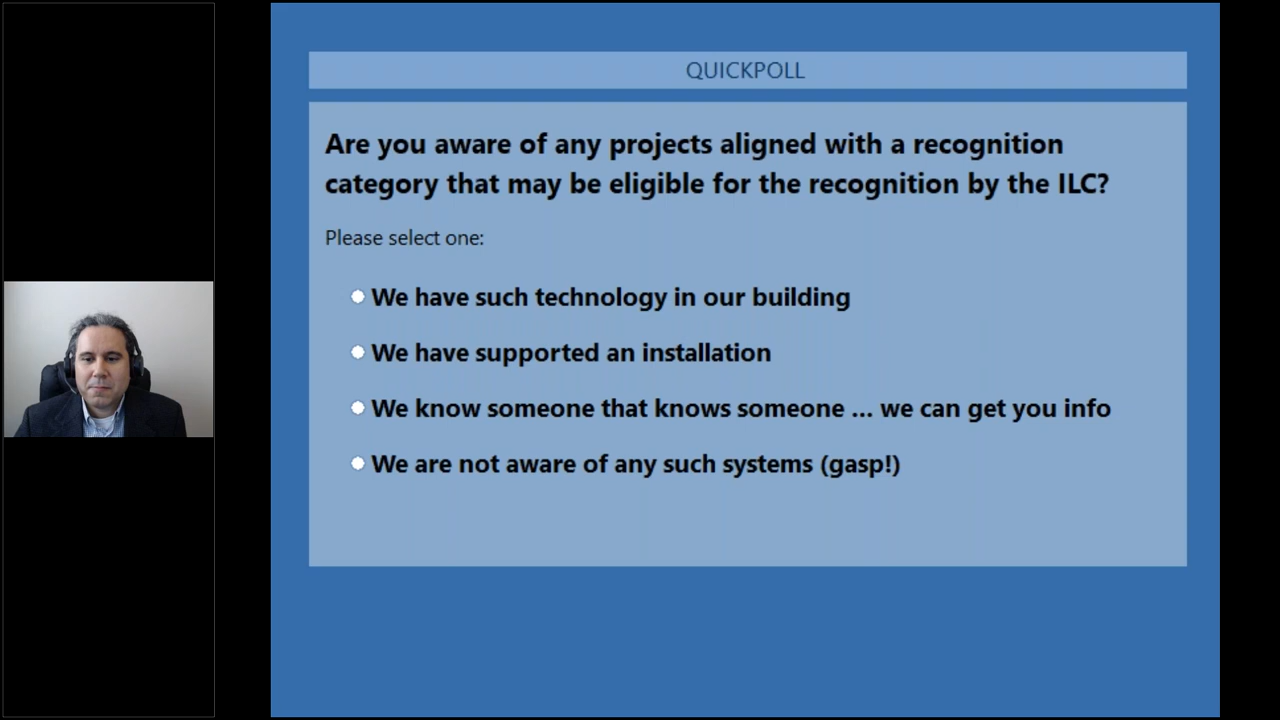 QUICKPOLL
Are you aware of any projects aligned with a recognition
category that may be eligible for the recognition by the ILC?
Please select one:
We have such technology in our building
We have supported an installation
We know someone that knows someone ... we can get you info
We are not aware of any such systems (gasp!)